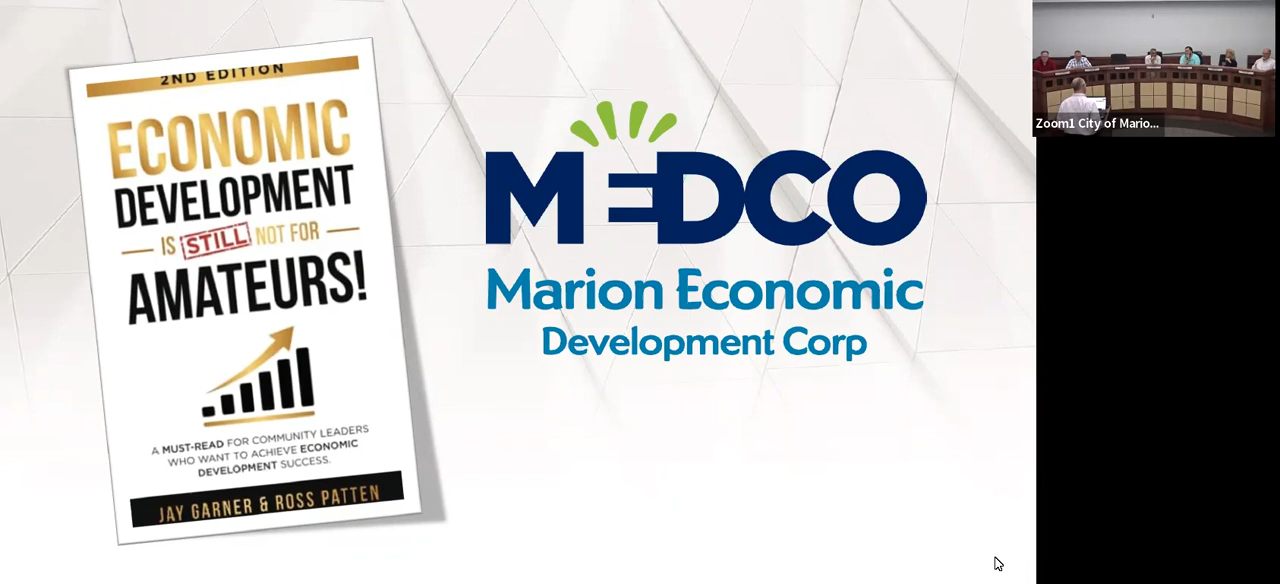 2ND EDITION
ECONOMIC
DEVELOPMENT
IS STILL NOT FOR
AMATEURS!
A MUST-READ FOR COMMUNITY LEADERS
WHO WANT TO ACHIEVE ECONOMIC
DEVELOPMENT SUCCESS.
JAY GARNER & ROSS PATTEN
MEDCO
Marion Economic
Development Corp
Zoom1 City of Mario...